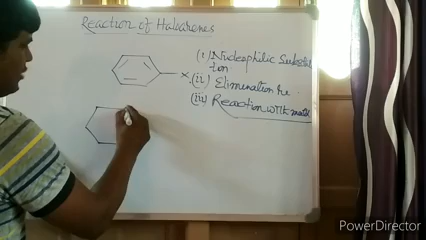 Reaction of Haloarenes
(i) Nucleophilic Substitu
tion
X
(ii) Elimination Re.
(iii) Reaction with meta
PowerDirector